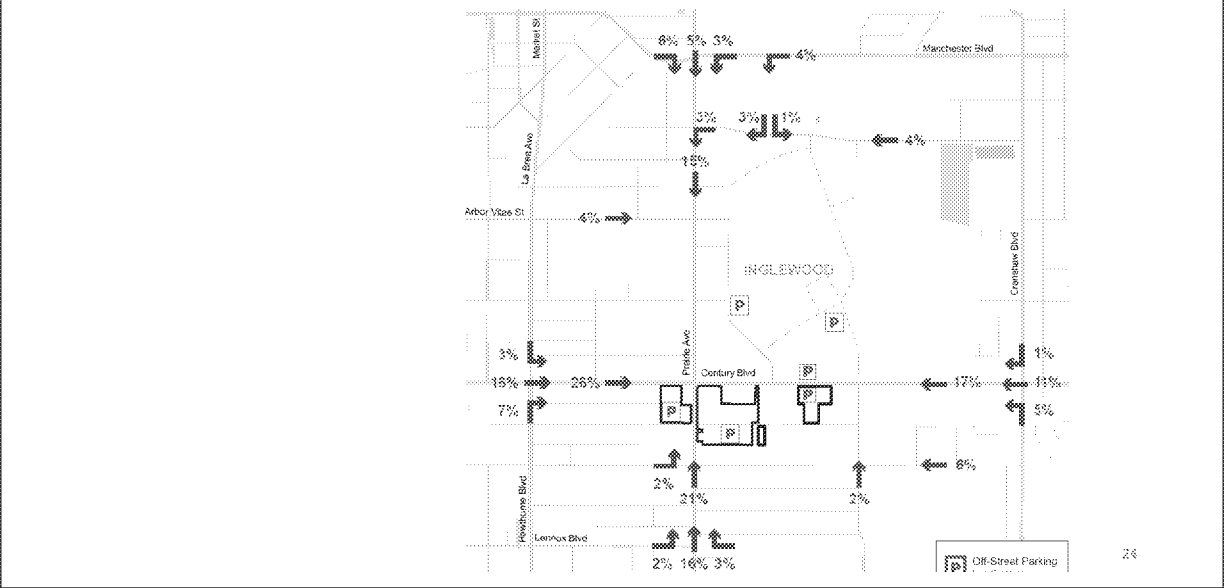 Market St
6% 5% 3%
4%
Manchester Blvd
3%
3%
1%
4%
La Brea Ave
15%
Arbor Vitae St
4%
Crenshaw Blvd
INGLEWOOD
P
P
Prairie Ave
3%
1%
Century Blvd
P
26%
17%
11%
P
7%
P
P
5%
6%
2%
21%
2%
Hawthorne Blvd
Lennox Blvd
2% 16% 3%
P Off-Street Parking
24